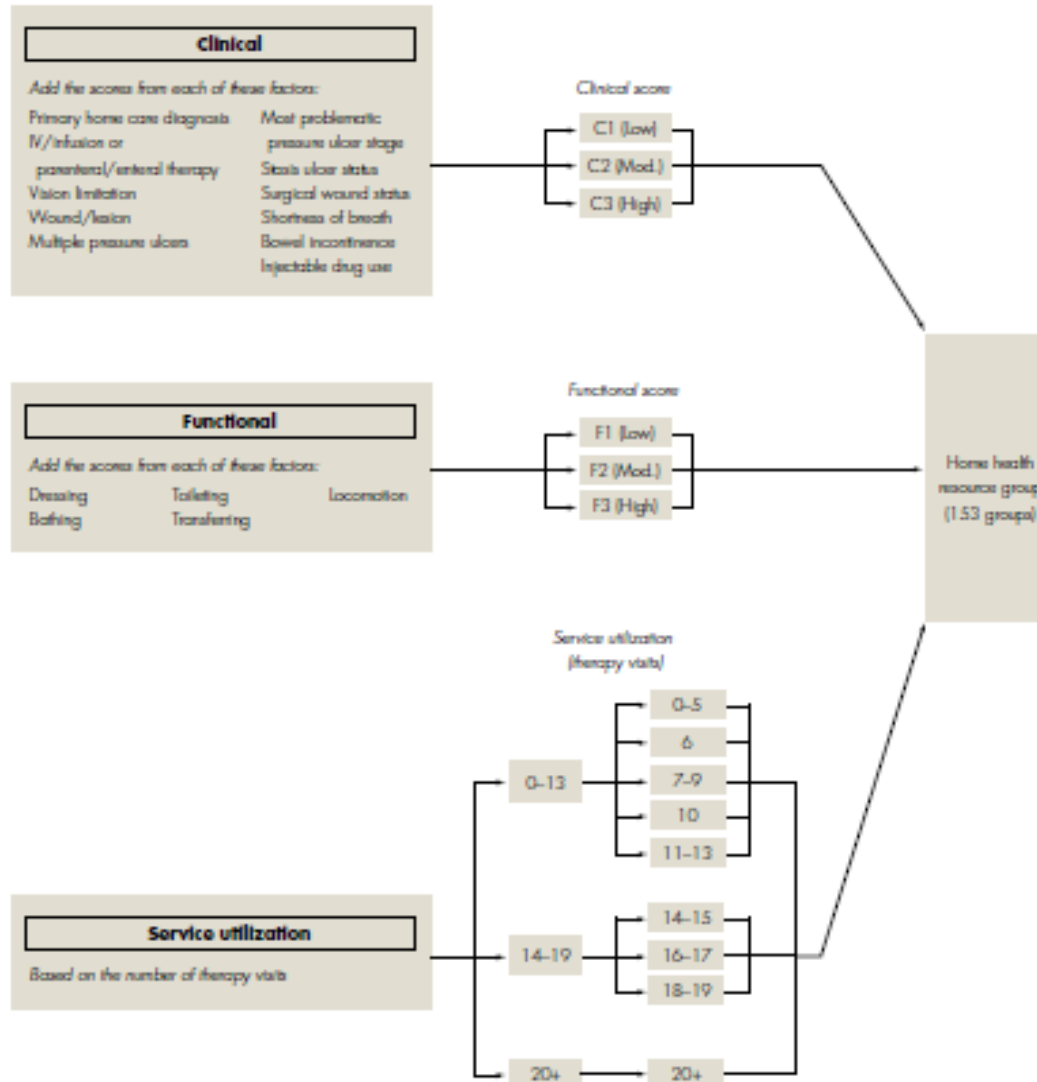 Clinical
Add the scores from each of these factors:
Primary home care diagnosis
IV/infusion or
parenteral/enteral therapy
Vision limitation
Wound/lesion
Multiple pressure ulcers
Most problematic
pressure ulcer stage
Stasis ulcer status
Surgical wound status
Shortness of breath
Bowel incontinence
Injectable drug use
Clinical score
C1 (Low)
C2 (Mod.)
C3 (High)
Functional
Add the scores from each of these factors:
Dressing
Bathing
Toileting
Transferring
Locomotion
Functional score
F1 (Low)
F2 (Mod.)
F3 (High)
Home health
resource group
(153 groups)
Service utilization
Based on the number of therapy visits
Service utilization
(therapy visits)
0–13
0–5
6
7–9
10
11–13
14–19
14–15
16–17
18–19
20+
20+